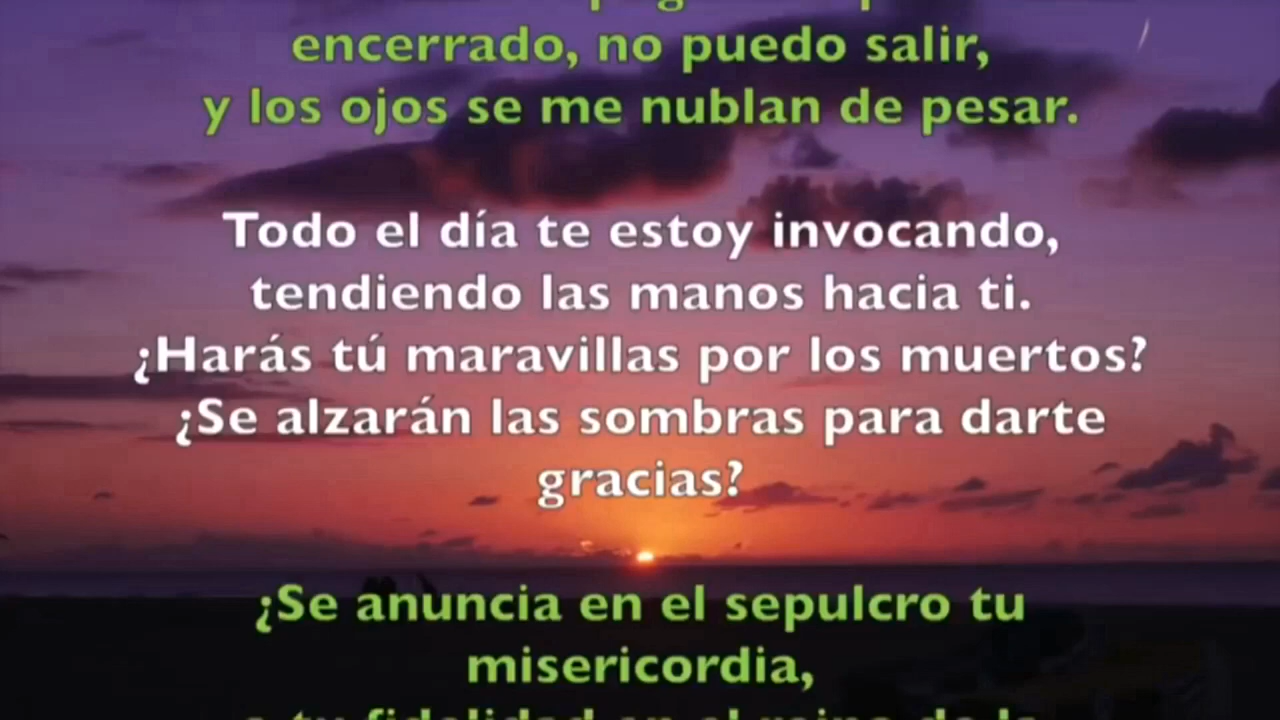 encerrado, no puedo salir,
y los ojos se me nublan de pesar.
Todo el día te estoy invocando,
tendiendo las manos hacia ti.
¿Harás tú maravillas por los muertos?
¿Se alzarán las sombras para darte
gracias?
¿Se anuncia en el sepulcro tu
misericordia,